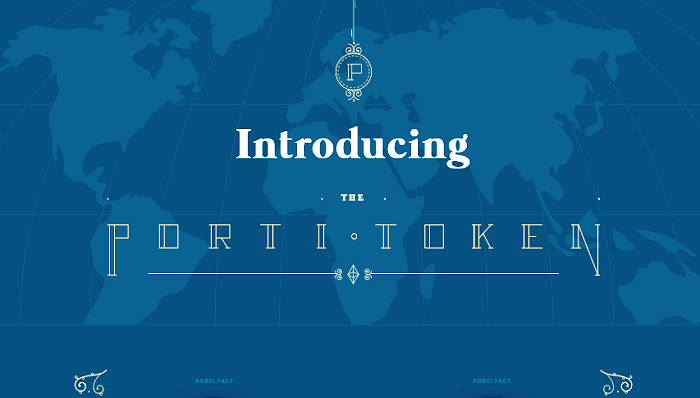 P
Introducing
THE
PORTI · TOKEN
PORTI FACT
PORTI FACT